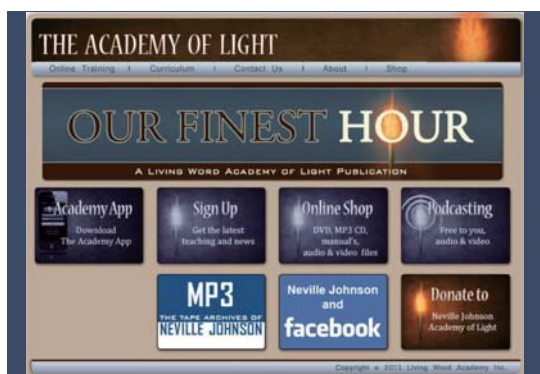 THE ACADEMY OF LIGHT
Online Training | Curriculum | Contact Us | About | Shop
OUR FINEST HOUR
A LIVING WORD ACADEMY OF LIGHT PUBLICATION
Academy App
Download
The Academy App
Sign Up
Get the latest
teaching and news
Online Shop
DVD, MP3 CD,
manual's,
audio & video files
Podcasting
Free to you,
audio & video
MP3
THE TAPE ARCHIVES OF
NEVILLE JOHNSON
Neville Johnson
and
facebook
Donate to
Neville Johnson
Academy of Light
Copyright © 2013 Living Word Academy Inc.